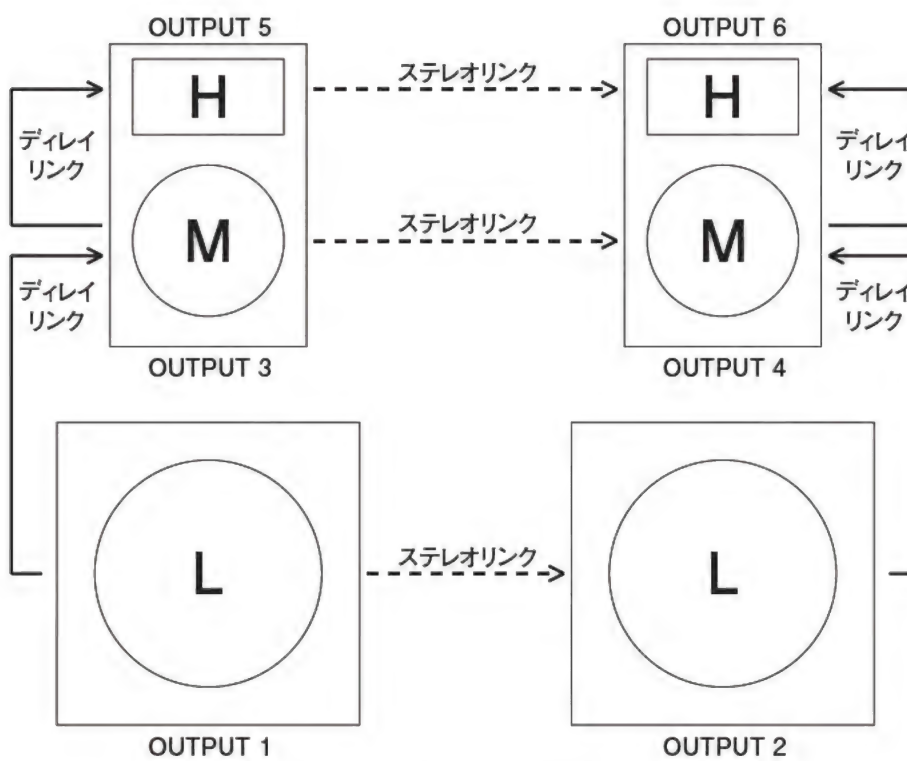 OUTPUT 5
OUTPUT 6
H
ステレオリンク
H
ディレイ
リンク
ディレイ
リンク
M
ステレオリンク
M
ディレイ
リンク
ディレイ
リンク
OUTPUT 3
OUTPUT 4
L
ステレオリンク
L
OUTPUT 1
OUTPUT 2